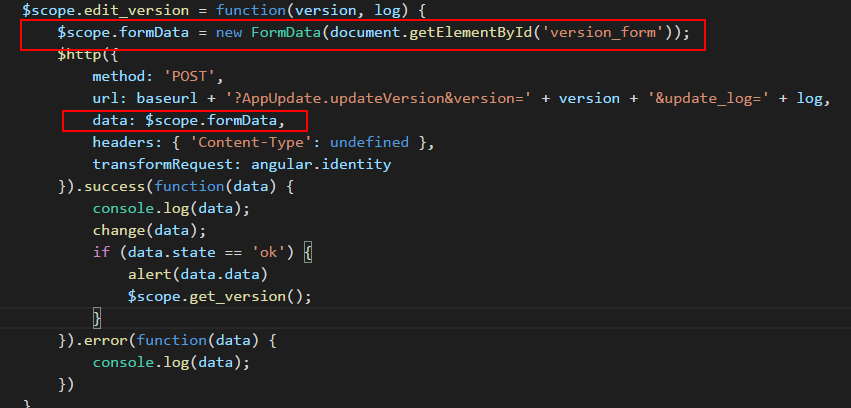 $scope.edit_version = function(version, log) {
$scope.formData = new FormData(document.getElementById('version_form'));
$http({
method: 'POST',
url: baseurl + '?AppUpdate.updateVersion&version=' + version + '&update_log=' + log,
data: $scope.formData,
headers: { 'Content-Type': undefined },
transformRequest: angular.identity
}).success(function(data) {
console.log(data);
change(data);
if (data.state == 'ok') {
alert(data.data)
$scope.get_version();
}
}).error(function(data) {
console.log(data);
})
}